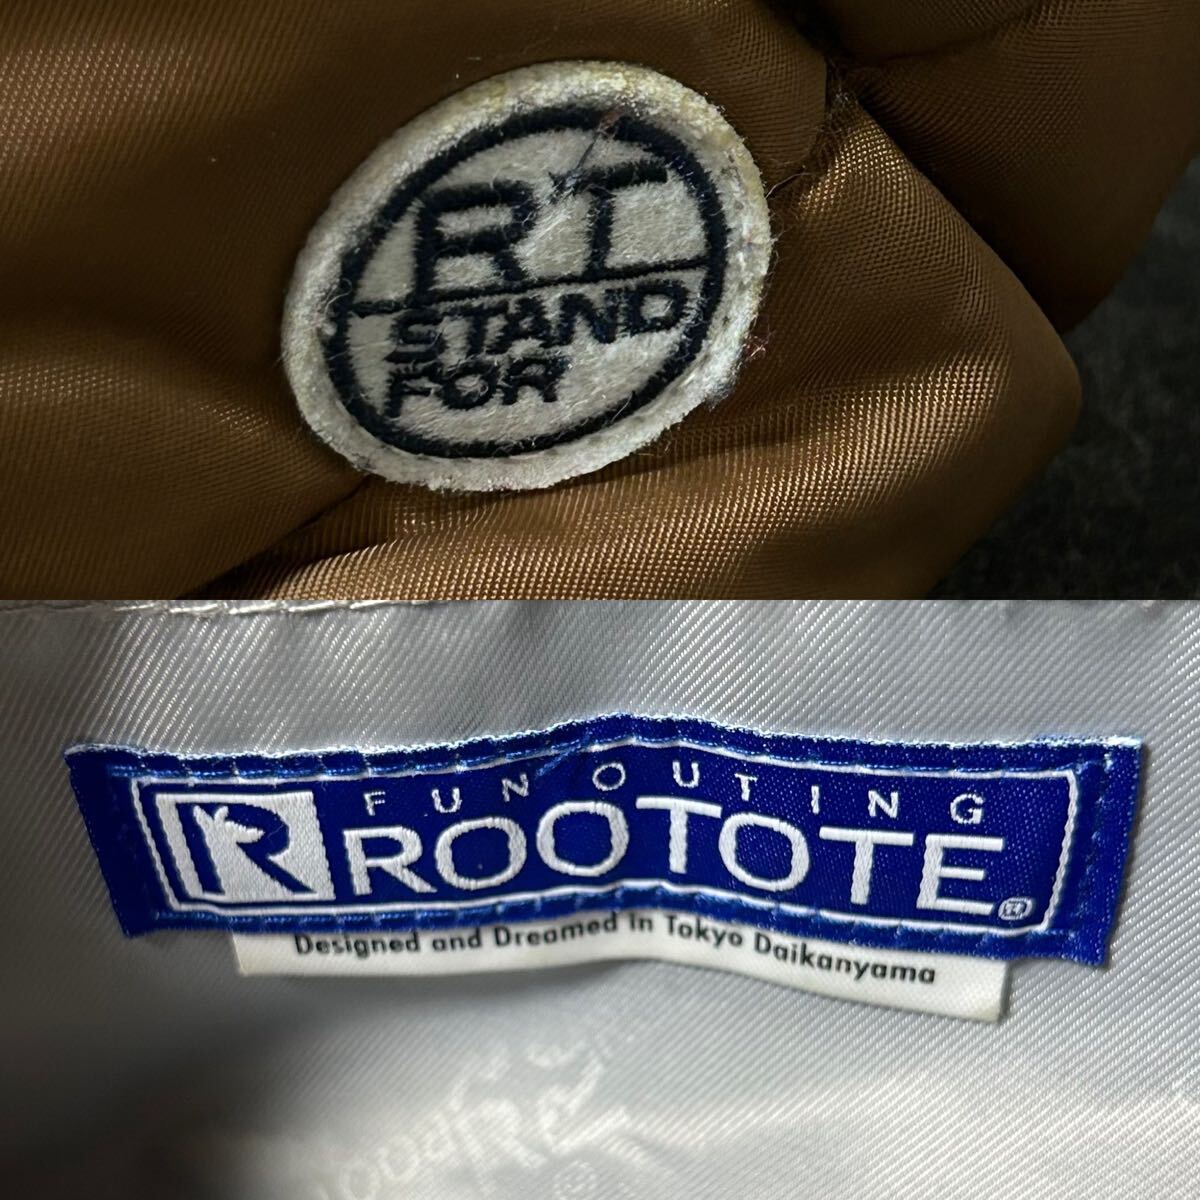 RT
STAND
FOR
FUN OUTING
R ROOTOTE®
Designed and Dreamed in Tokyo Daikanyama